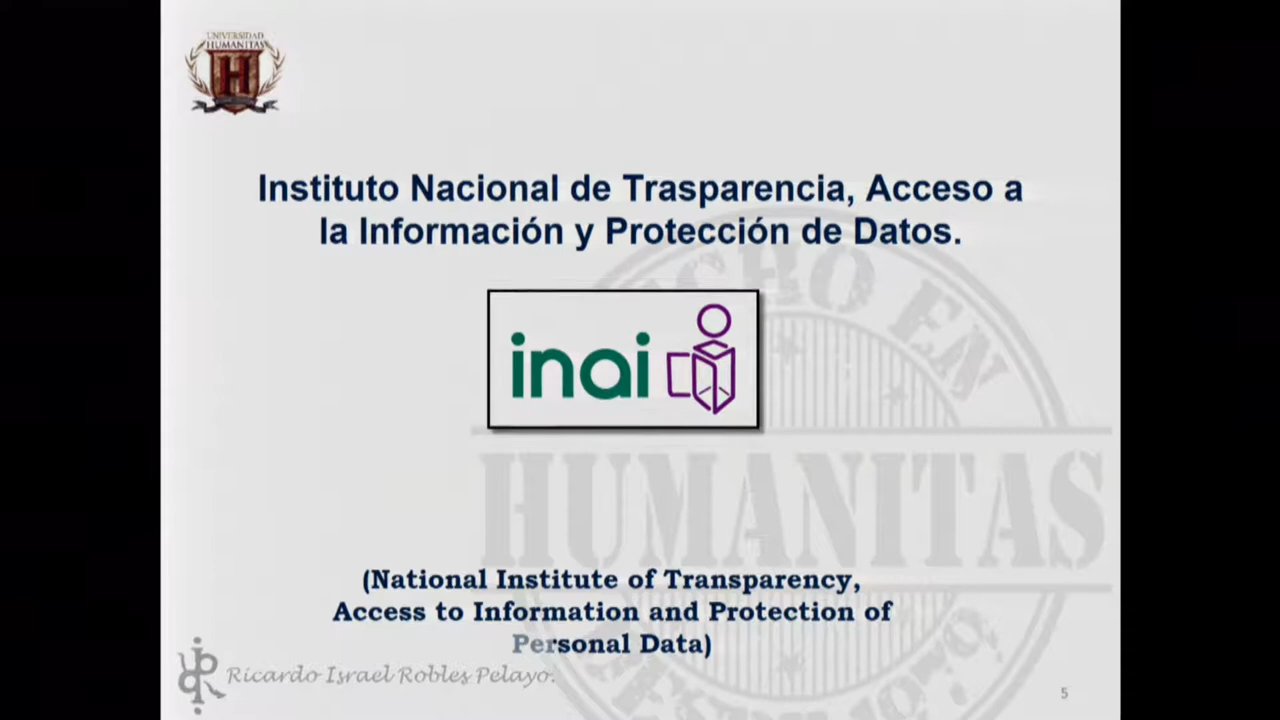 UNIVERSIDAD
HUMANITAS
H
Instituto Nacional de Trasparencia, Acceso a
la Información y Protección de Datos.
inai
HUMANITAS
(National Institute of Transparency,
Access to Information and Protection of
Personal Data)
Ricardo Israel Robles Pelayo.
5